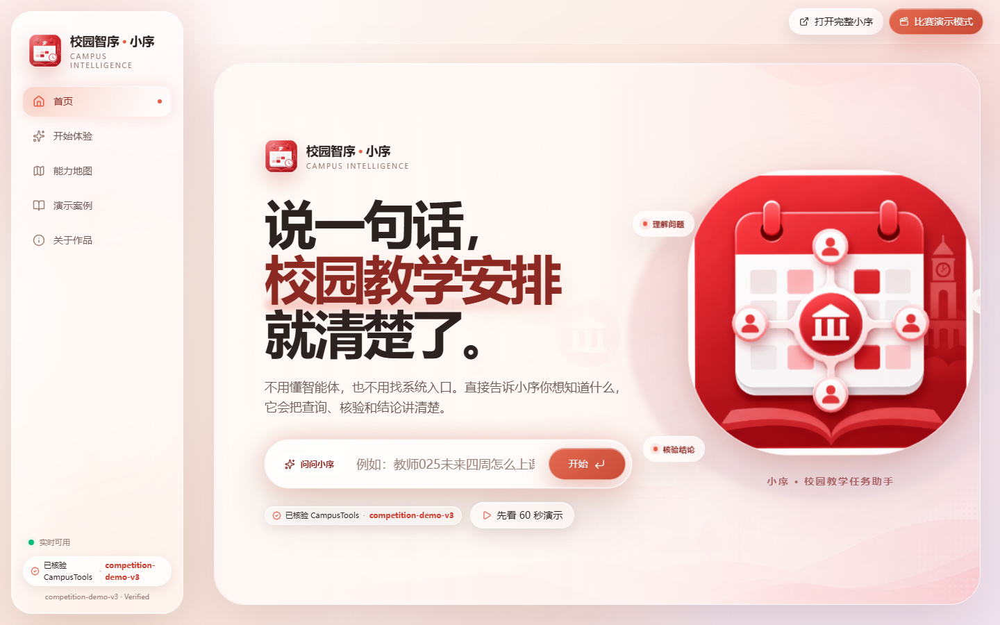 校园智序 • 小序
CAMPUS
INTELLIGENCE
首页
开始体验
能力地图
演示案例
关于作品
实时可用
已核验
CampusTools
·
competition-
demo-v3
competition-demo-v3 · Verified
打开完整小序
比赛演示模式
校园智序 • 小序
CAMPUS INTELLIGENCE
说一句话，
校园教学安排
就清楚了。
不用懂智能体，也不用找系统入口。直接告诉小序你想知道什么，
它会把查询、核验和结论讲清楚。
问问小序
例如：教师025未来四周怎么上
开始
已核验 CampusTools · competition-demo-v3
先看 60 秒演示
理解问题
核验结论
小序 • 校园教学任务助手